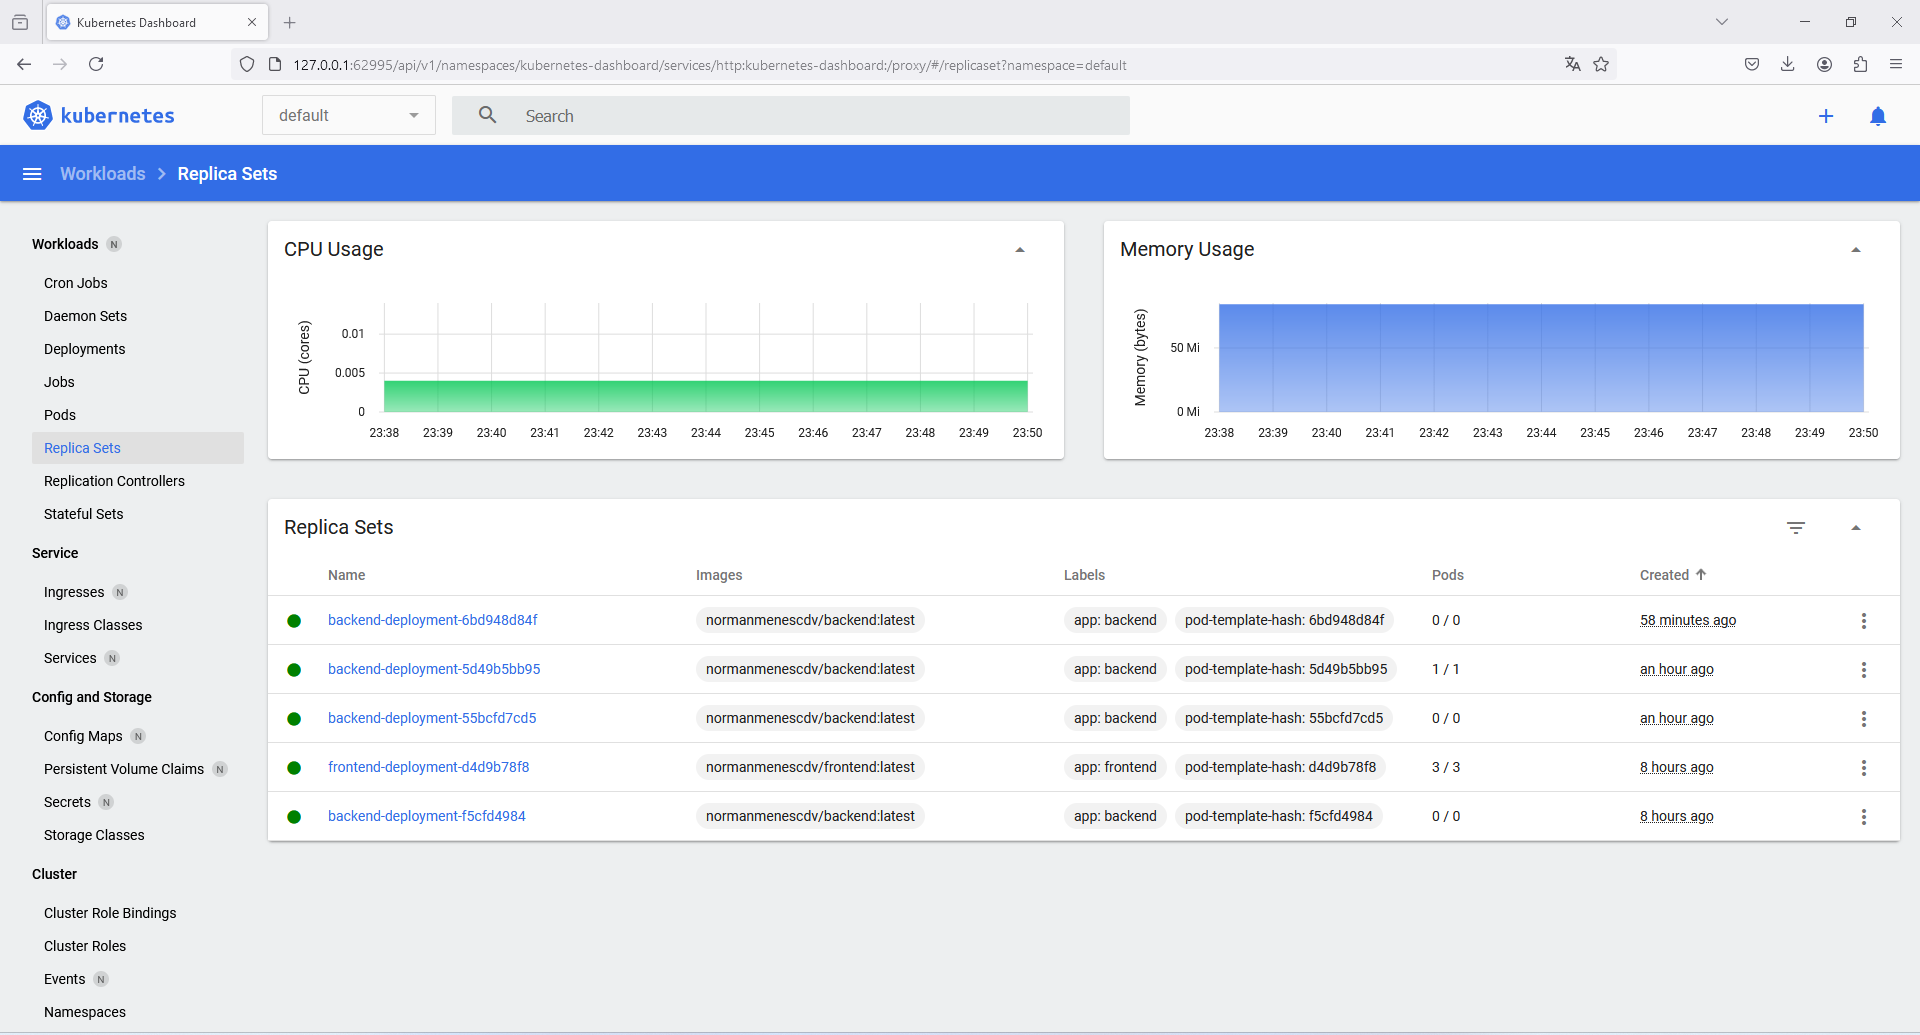 Kubernetes Dashboard
127.0.0.1:62995/api/v1/namespaces/kubernetes-dashboard/services/http:kubernetes-dashboard:/proxy/#/replicaset?namespace=default
kubernetes
default
Search
Workloads Replica Sets
Workloads N
Cron Jobs
Daemon Sets
Deployments
Jobs
Pods
Replica Sets
Replication Controllers
Stateful Sets
Service
Ingresses N
Ingress Classes
Services N
Config and Storage
Config Maps N
Persistent Volume Claims N
Secrets N
Storage Classes
Cluster
Cluster Role Bindings
Cluster Roles
Events N
Namespaces
CPU Usage
CPU (cores)
0.01
0.005
0
23:38 23:39 23:40 23:41 23:42 23:43 23:44 23:45 23:46 23:47 23:48 23:49 23:50
Memory Usage
Memory (bytes)
50 Mi
0 Mi
23:38 23:39 23:40 23:41 23:42 23:43 23:44 23:45 23:46 23:47 23:48 23:49 23:50
Replica Sets
Name Images Labels Pods Created
backend-deployment-6bd948d84f normanmenescdv/backend:latest app: backend pod-template-hash: 6bd948d84f 0 / 0 58 minutes ago
backend-deployment-5d49b5bb95 normanmenescdv/backend:latest app: backend pod-template-hash: 5d49b5bb95 1 / 1 an hour ago
backend-deployment-55bcfd7cd5 normanmenescdv/backend:latest app: backend pod-template-hash: 55bcfd7cd5 0 / 0 an hour ago
frontend-deployment-d4d9b78f8 normanmenescdv/frontend:latest app: frontend pod-template-hash: d4d9b78f8 3 / 3 8 hours ago
backend-deployment-f5cfd4984 normanmenescdv/backend:latest app: backend pod-template-hash: f5cfd4984 0 / 0 8 hours ago